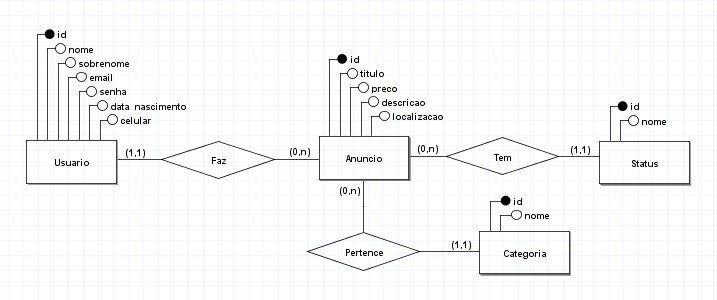 id
nome
sobrenome
email
senha
data nascimento
celular
Usuario
(1,1)
Faz
(0,n)
id
titulo
preco
descricao
localizacao
Anuncio
(0,n)
Tem
(1,1)
id
nome
Status
(0,n)
Pertence
(1,1)
id
nome
Categoria